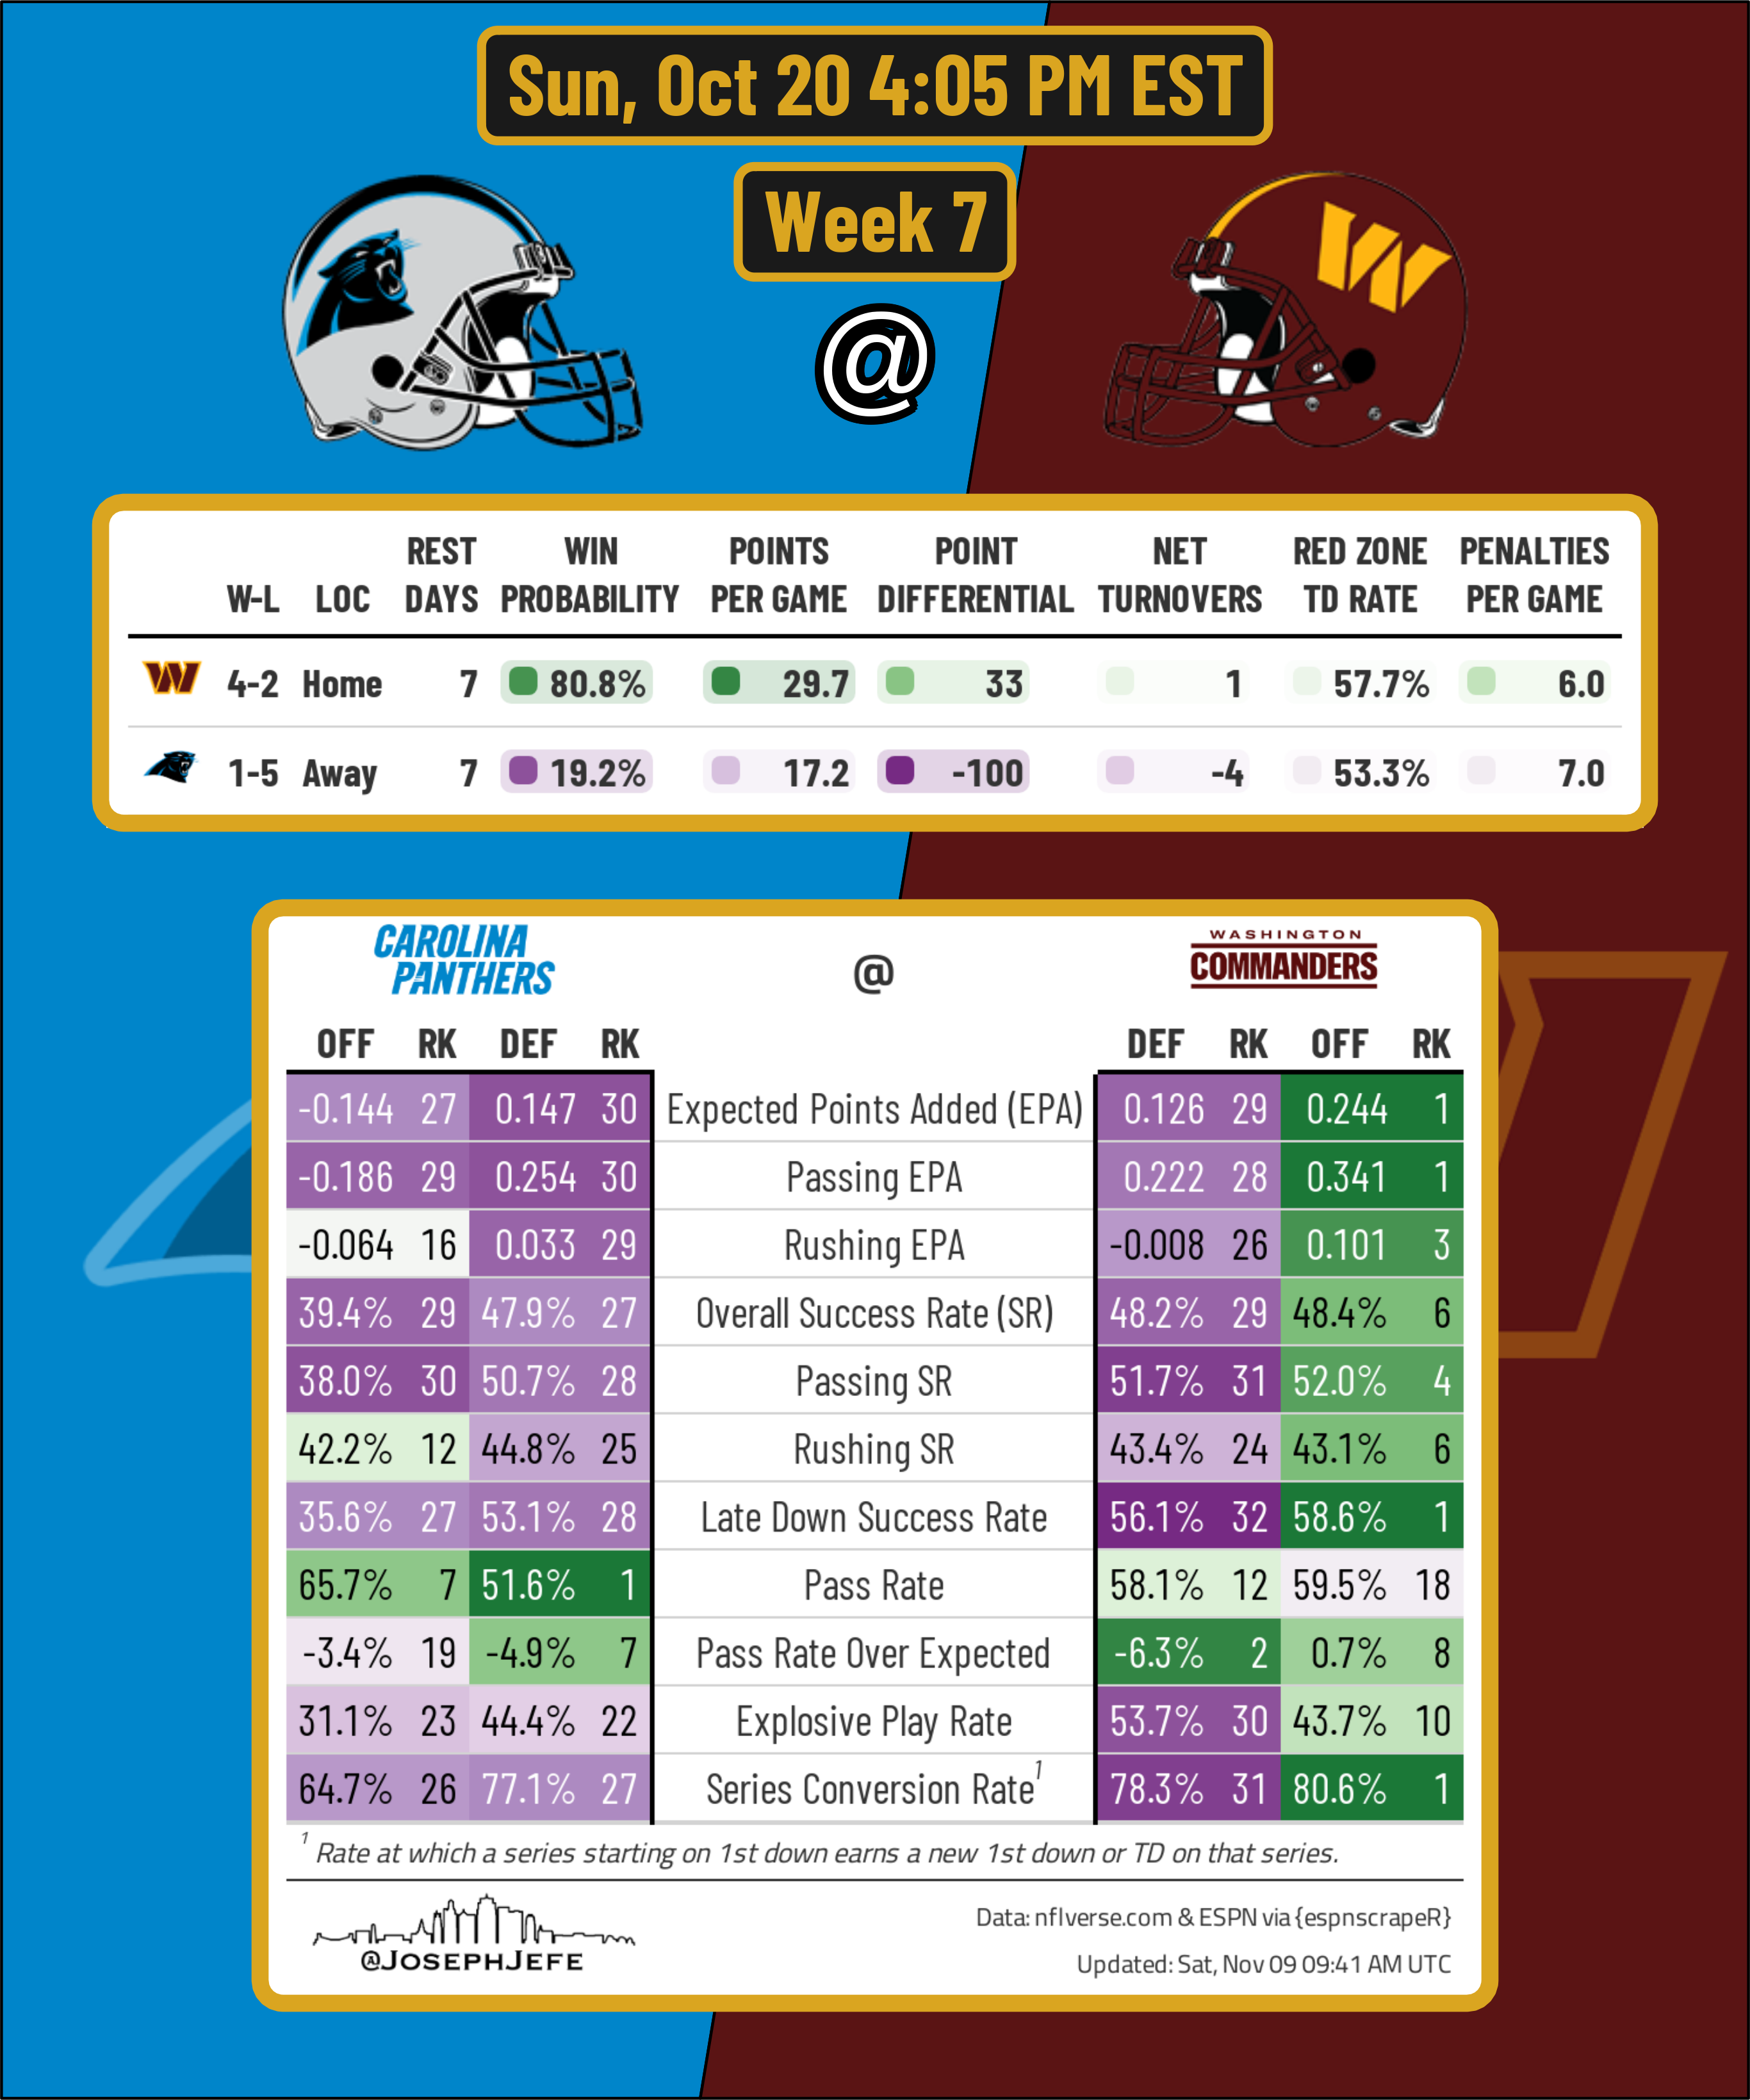 Sun, Oct 20 4:05 PM EST
Week 7
W
@
W-L LOC REST DAYS WIN PROBABILITY POINTS PER GAME POINT DIFFERENTIAL NET TURNOVERS RED ZONE TD RATE PENALTIES PER GAME
W 4-2 Home 7 80.8% 29.7 33 1 57.7% 6.0
1-5 Away 7 19.2% 17.2 -100 -4 53.3% 7.0
CAROLINA PANTHERS @ WASHINGTON COMMANDERS
OFF RK DEF RK DEF RK OFF RK
-0.144 27 0.147 30 Expected Points Added (EPA) 0.126 29 0.244 1
-0.186 29 0.254 30 Passing EPA 0.222 28 0.341 1
-0.064 16 0.033 29 Rushing EPA -0.008 26 0.101 3
39.4% 29 47.9% 27 Overall Success Rate (SR) 48.2% 29 48.4% 6
38.0% 30 50.7% 28 Passing SR 51.7% 31 52.0% 4
42.2% 12 44.8% 25 Rushing SR 43.4% 24 43.1% 6
35.6% 27 53.1% 28 Late Down Success Rate 56.1% 32 58.6% 1
65.7% 7 51.6% 1 Pass Rate 58.1% 12 59.5% 18
-3.4% 19 -4.9% 7 Pass Rate Over Expected -6.3% 2 0.7% 8
31.1% 23 44.4% 22 Explosive Play Rate 53.7% 30 43.7% 10
64.7% 26 77.1% 27 Series Conversion Rate¹ 78.3% 31 80.6% 1
¹ Rate at which a series starting on 1st down earns a new 1st down or TD on that series.
@JOSEPHJEFE
Data: nflverse.com & ESPN via {espnscrapeR}
Updated: Sat, Nov 09 09:41 AM UTC